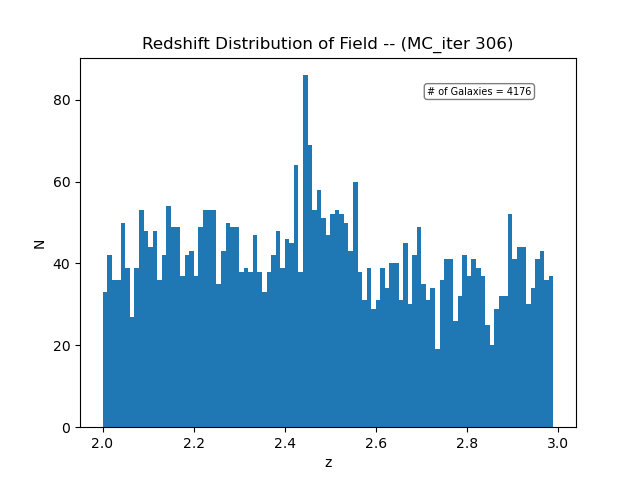 Redshift Distribution of Field -- (MC_iter 306)
# of Galaxies = 4176
80
60
40
20
0
N
2.0 2.2 2.4 2.6 2.8 3.0
z